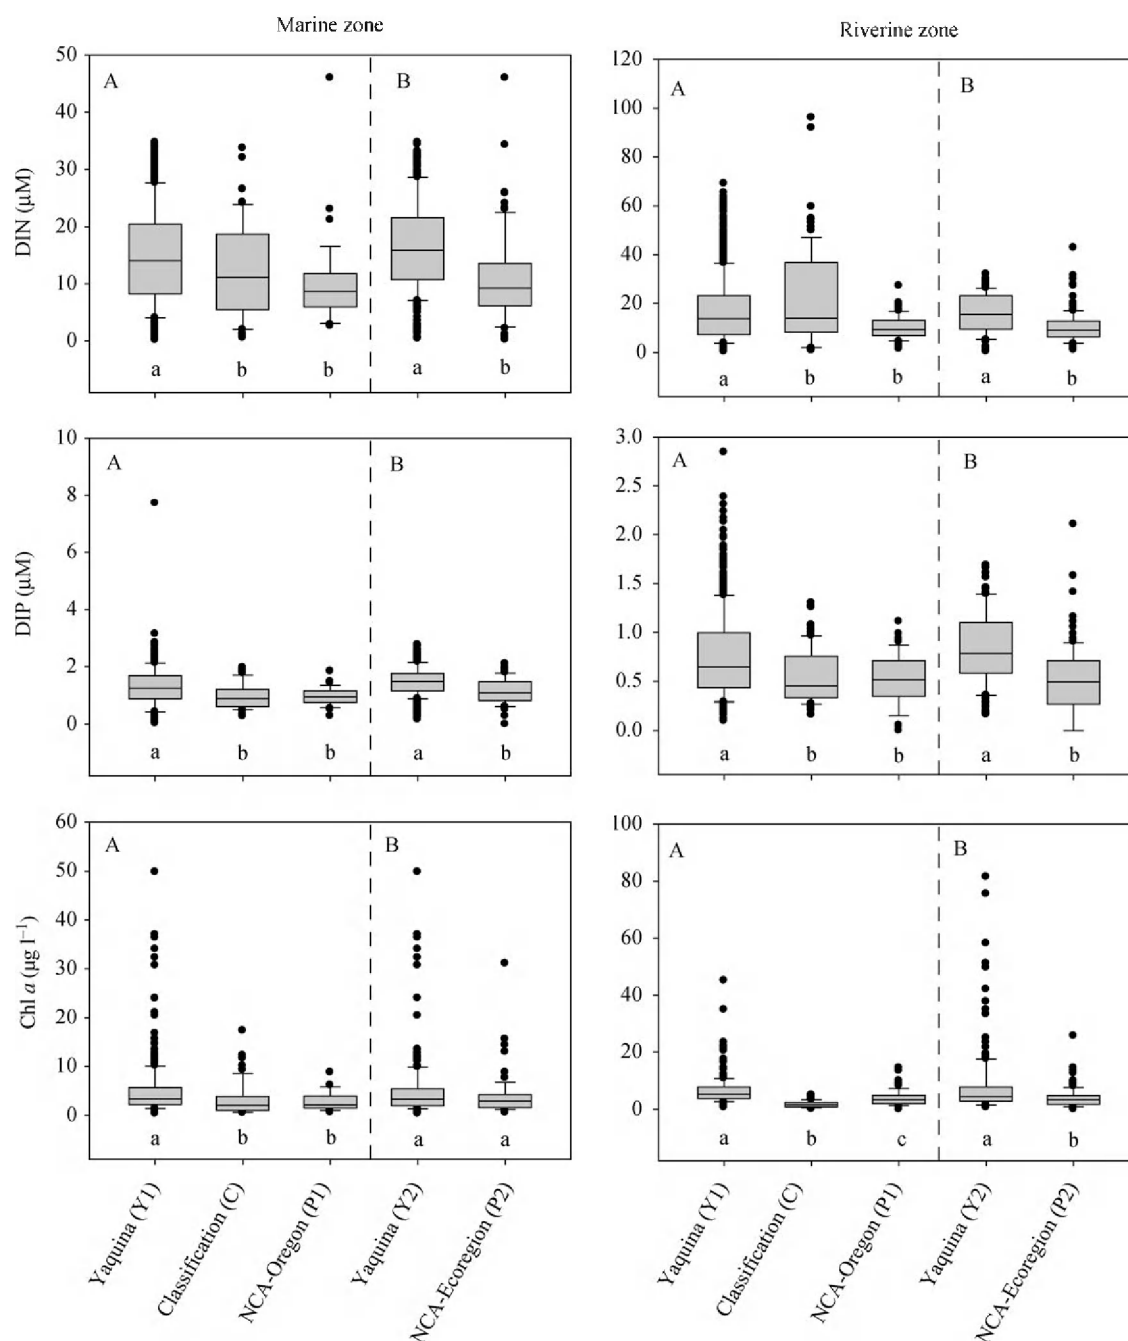 Marine zone
Riverine zone
DIN (µM)
50
40
30
20
10
0
A
B
a
b
b
a
b
120
100
80
60
40
20
0
A
B
a
b
b
a
b
DIP (µM)
10
8
6
4
2
0
A
B
a
b
b
a
b
3.0
2.5
2.0
1.5
1.0
0.5
0.0
A
B
a
b
b
a
b
Chl a (µg l⁻¹)
60
50
40
30
20
10
0
A
B
a
b
b
a
a
100
80
60
40
20
0
A
B
a
b
c
a
b
Yaquina (Y1)
Classification (C)
NCA-Oregon (P1)
Yaquina (Y2)
NCA-Ecoregion (P2)
Yaquina (Y1)
Classification (C)
NCA-Oregon (P1)
Yaquina (Y2)
NCA-Ecoregion (P2)